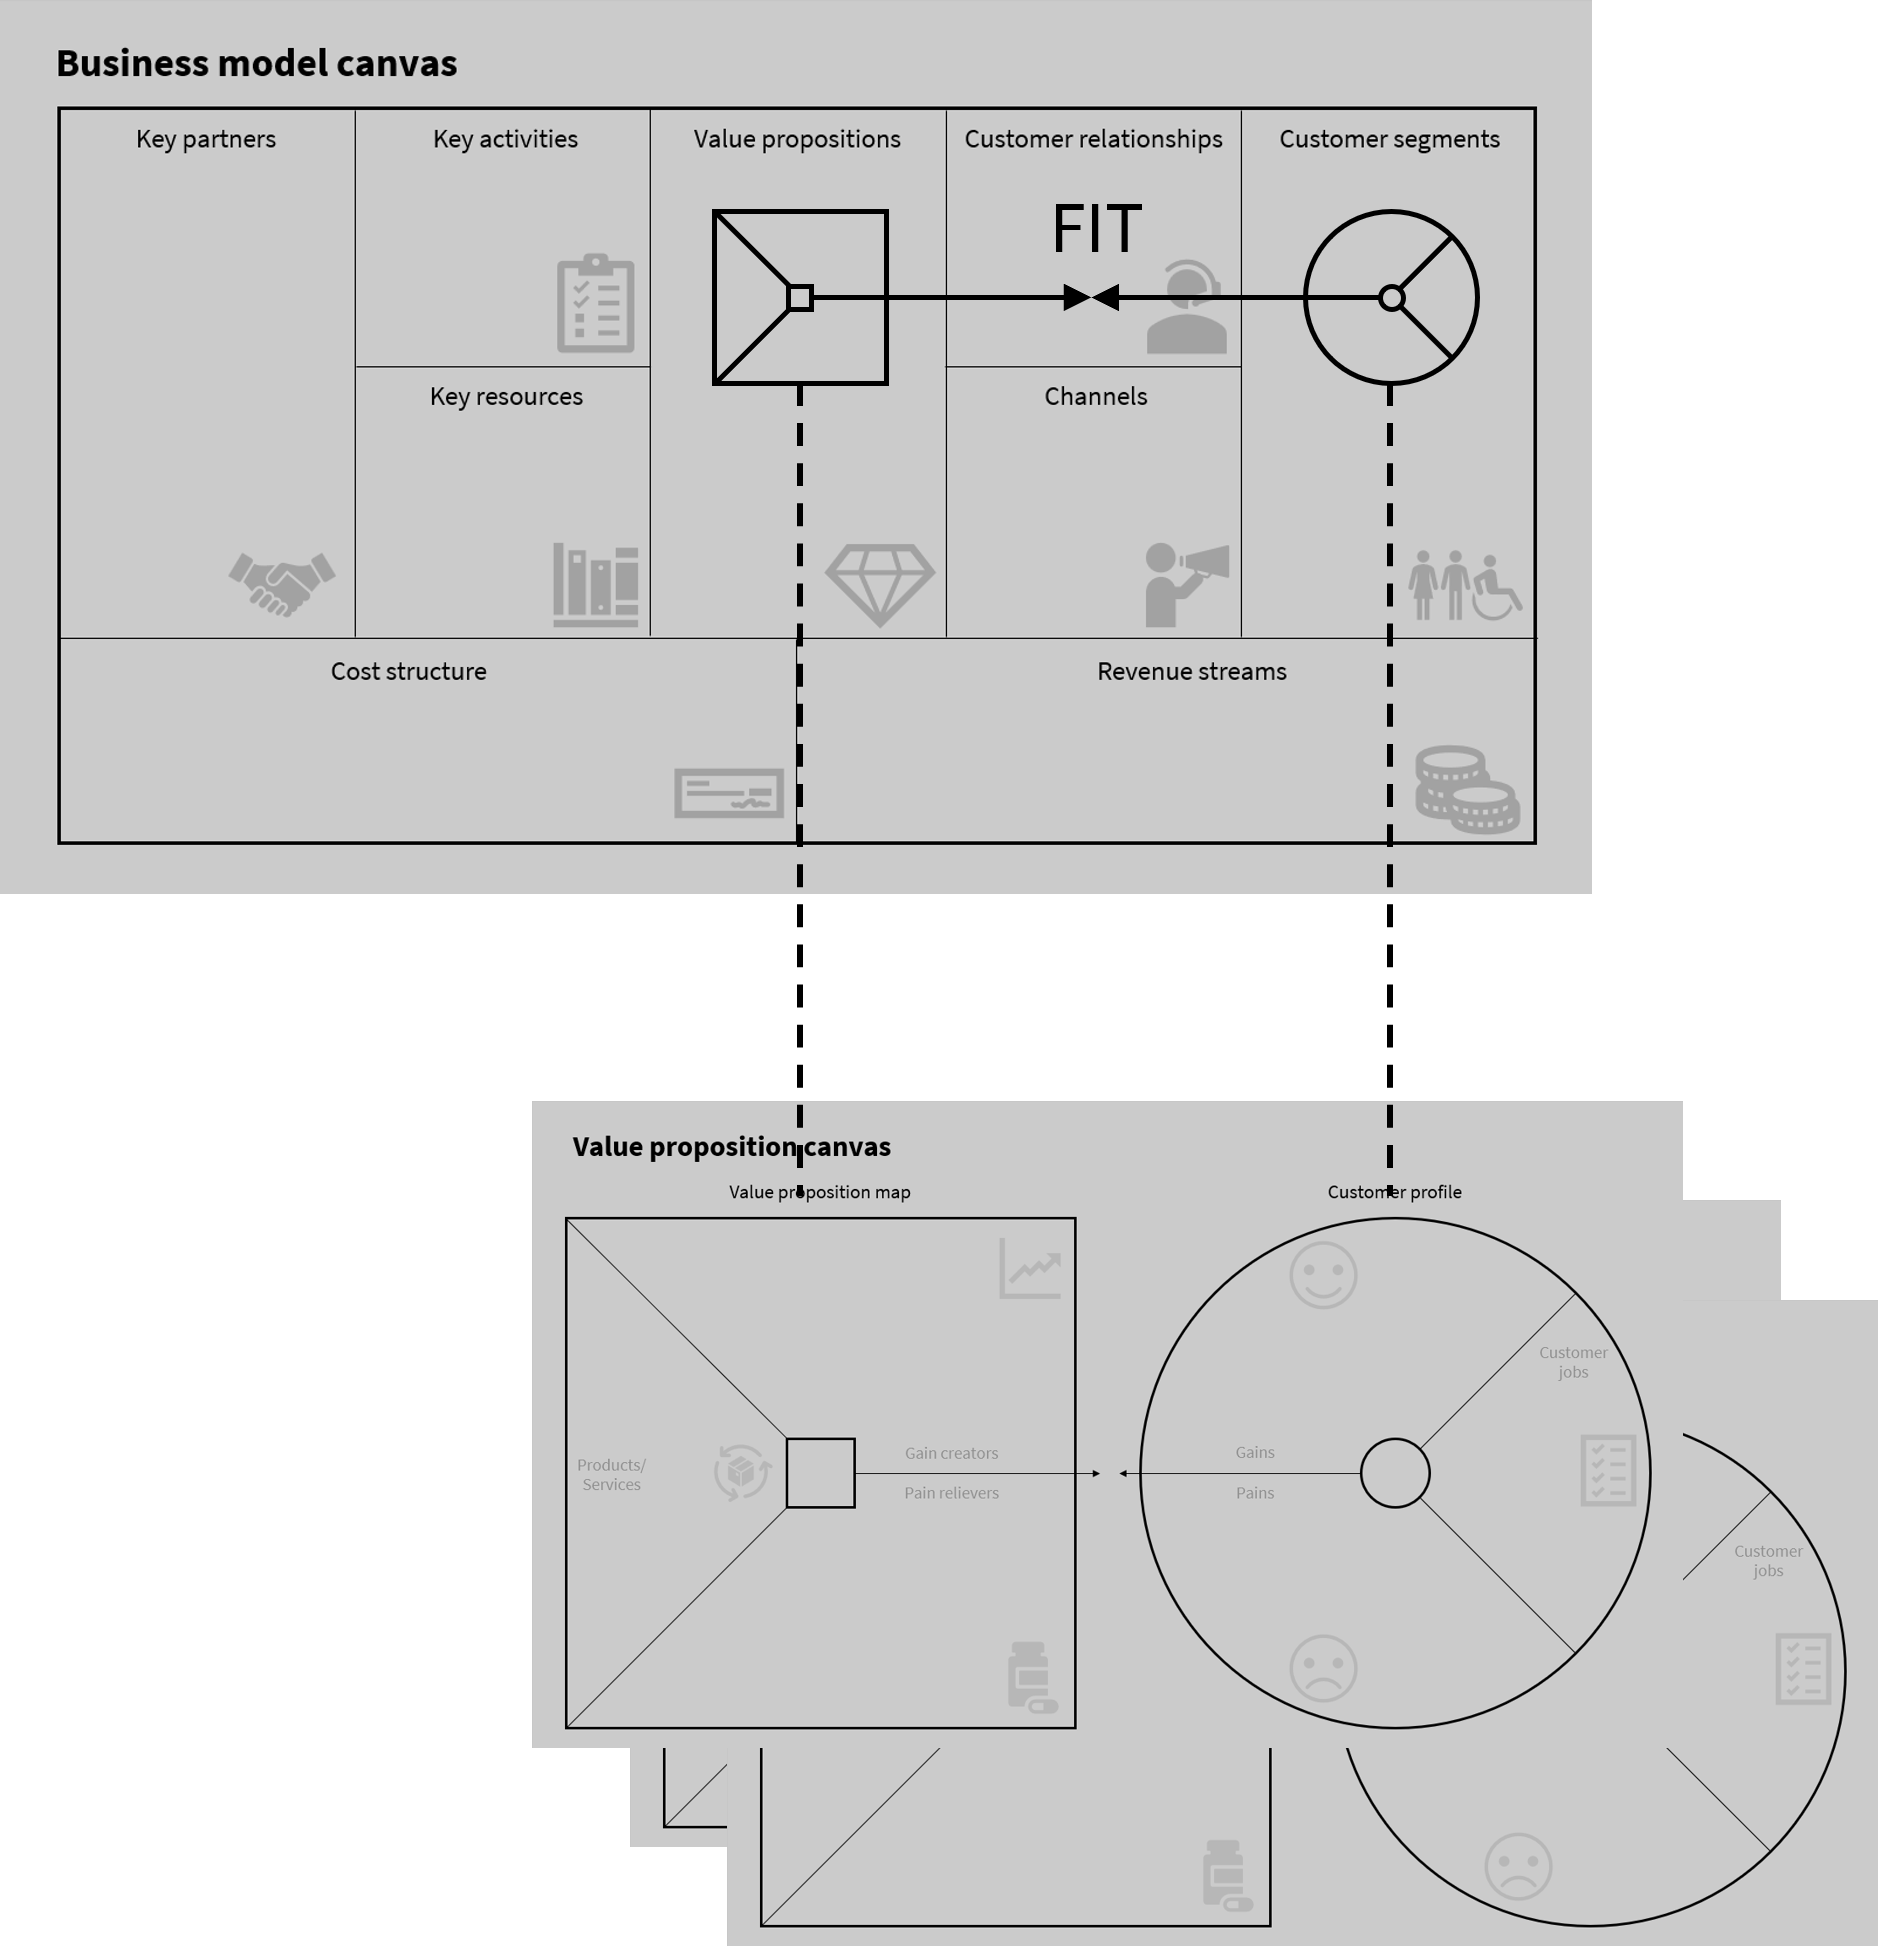 Business model canvas
Key partners
Key activities
Value propositions
Customer relationships
Customer segments
FIT
Key resources
Channels
Cost structure
Revenue streams
Value proposition canvas
Value proposition map
Customer profile
Products/
Services
Gain creators
Pain relievers
Gains
Pains
Customer
jobs
Customer
jobs